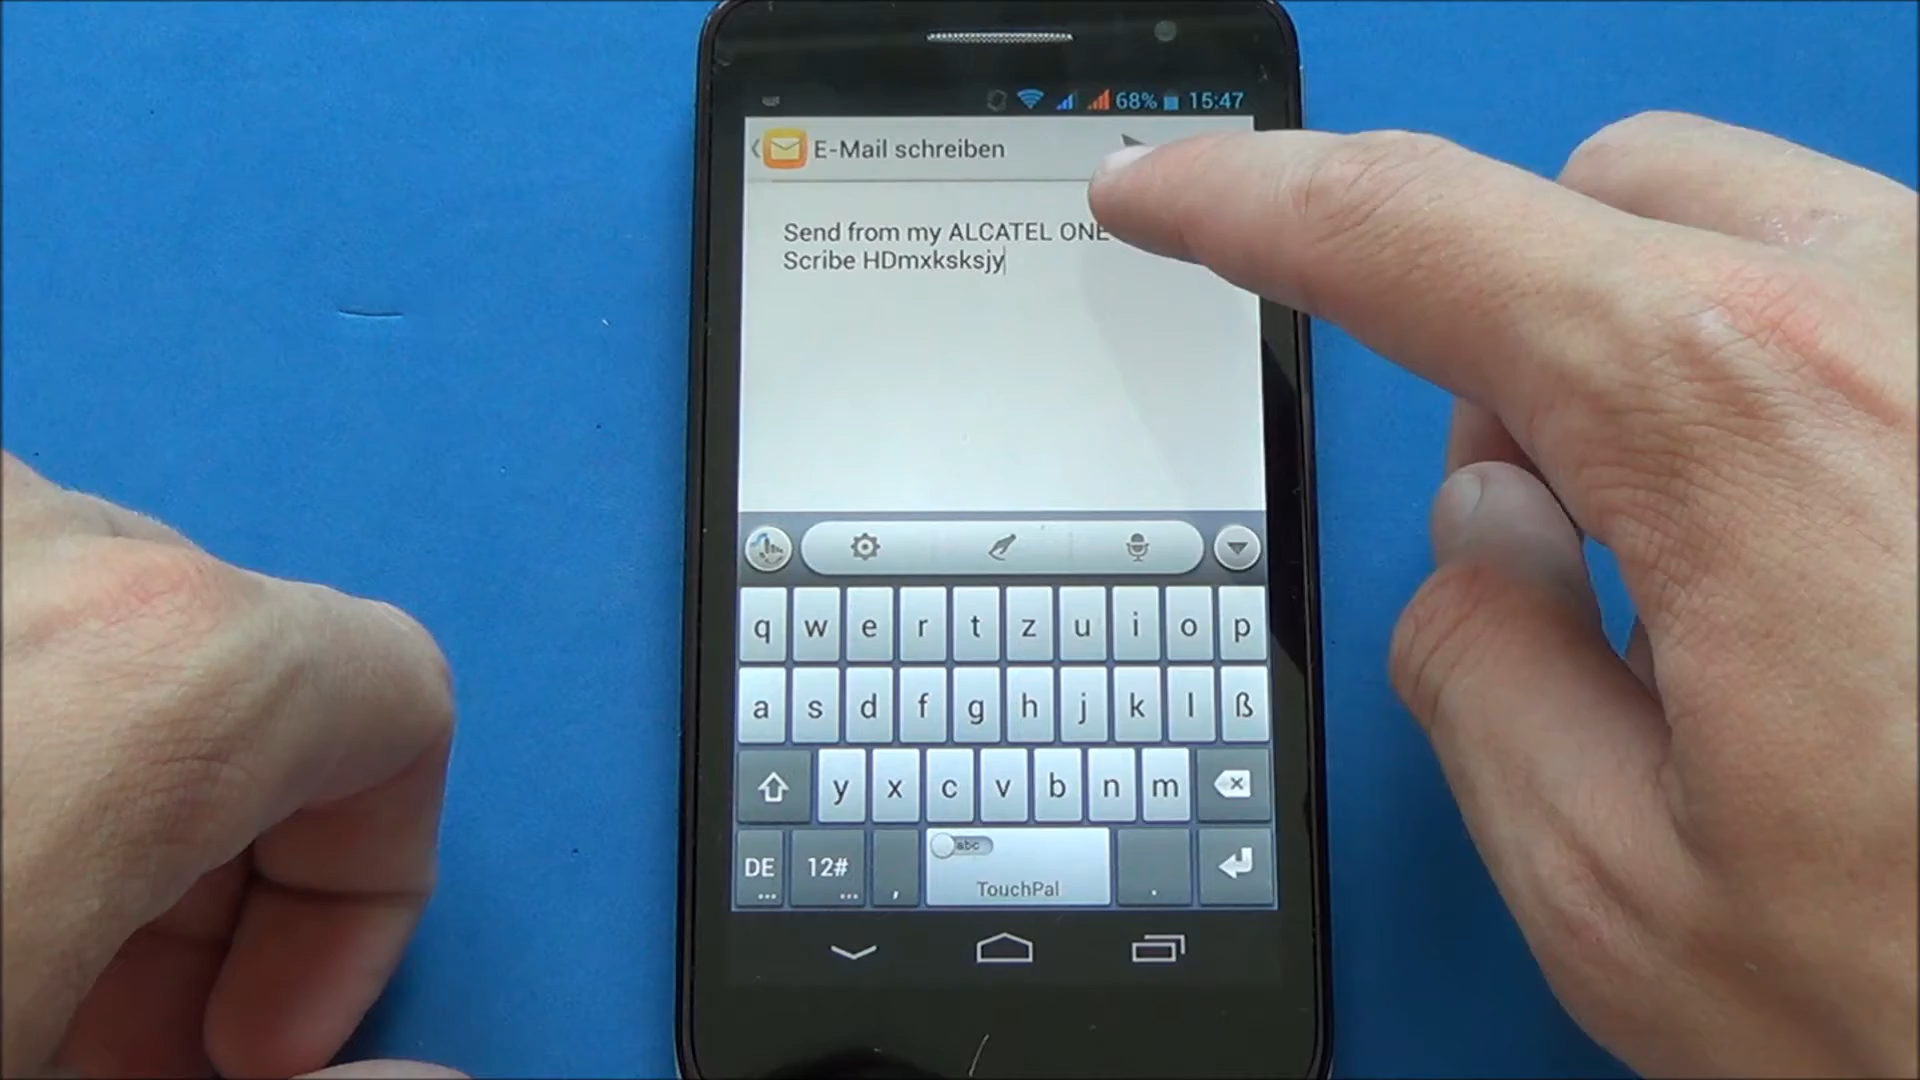 68% 15:47
E-Mail schreiben
Send from my ALCATEL ONE
Scribe HDmxksksjy
q w e r t z u i o p
a s d f g h j k l ß
y x c v b n m
abc
DE ... 12# ... , TouchPal .